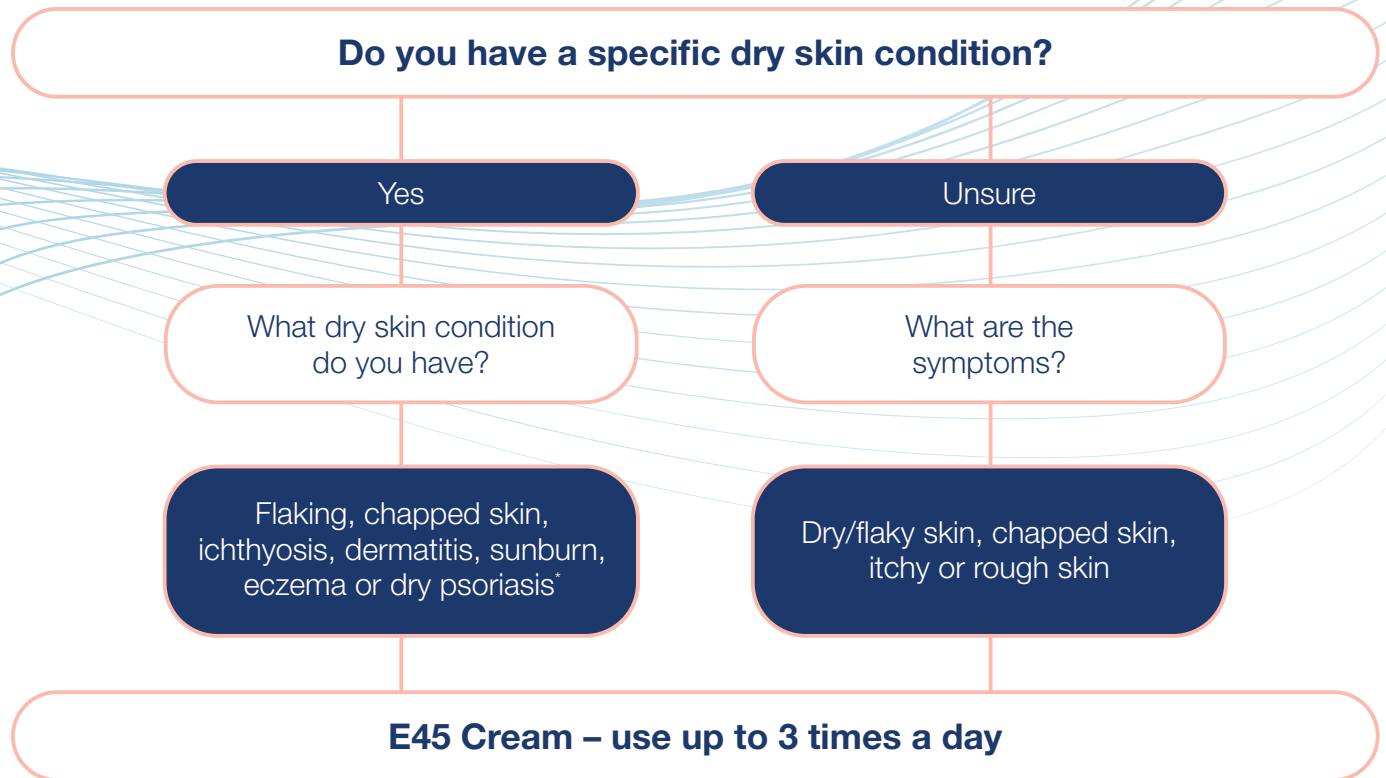 Do you have a specific dry skin condition?
Yes
Unsure
What dry skin condition
do you have?
What are the
symptoms?
Flaking, chapped skin,
ichthyosis, dermatitis, sunburn,
eczema or dry psoriasis*
Dry/flaky skin, chapped skin,
itchy or rough skin
E45 Cream – use up to 3 times a day